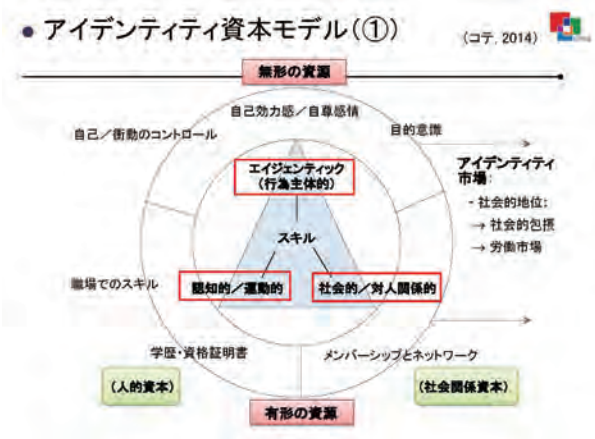 • アイデンティティ資本モデル(①)
(コテ, 2014)
無形の資源
自己効力感／自尊感情
自己／衝動のコントロール
目的意識
エイジェンティック
(行為主体的)
アイデンティティ
市場:
- 社会的地位:
→ 社会的包摂
→ 労働市場
スキル
職場でのスキル
認知的／運動的
社会的／対人関係的
学歴・資格証明書
メンバーシップとネットワーク
(人的資本)
(社会関係資本)
有形の資源